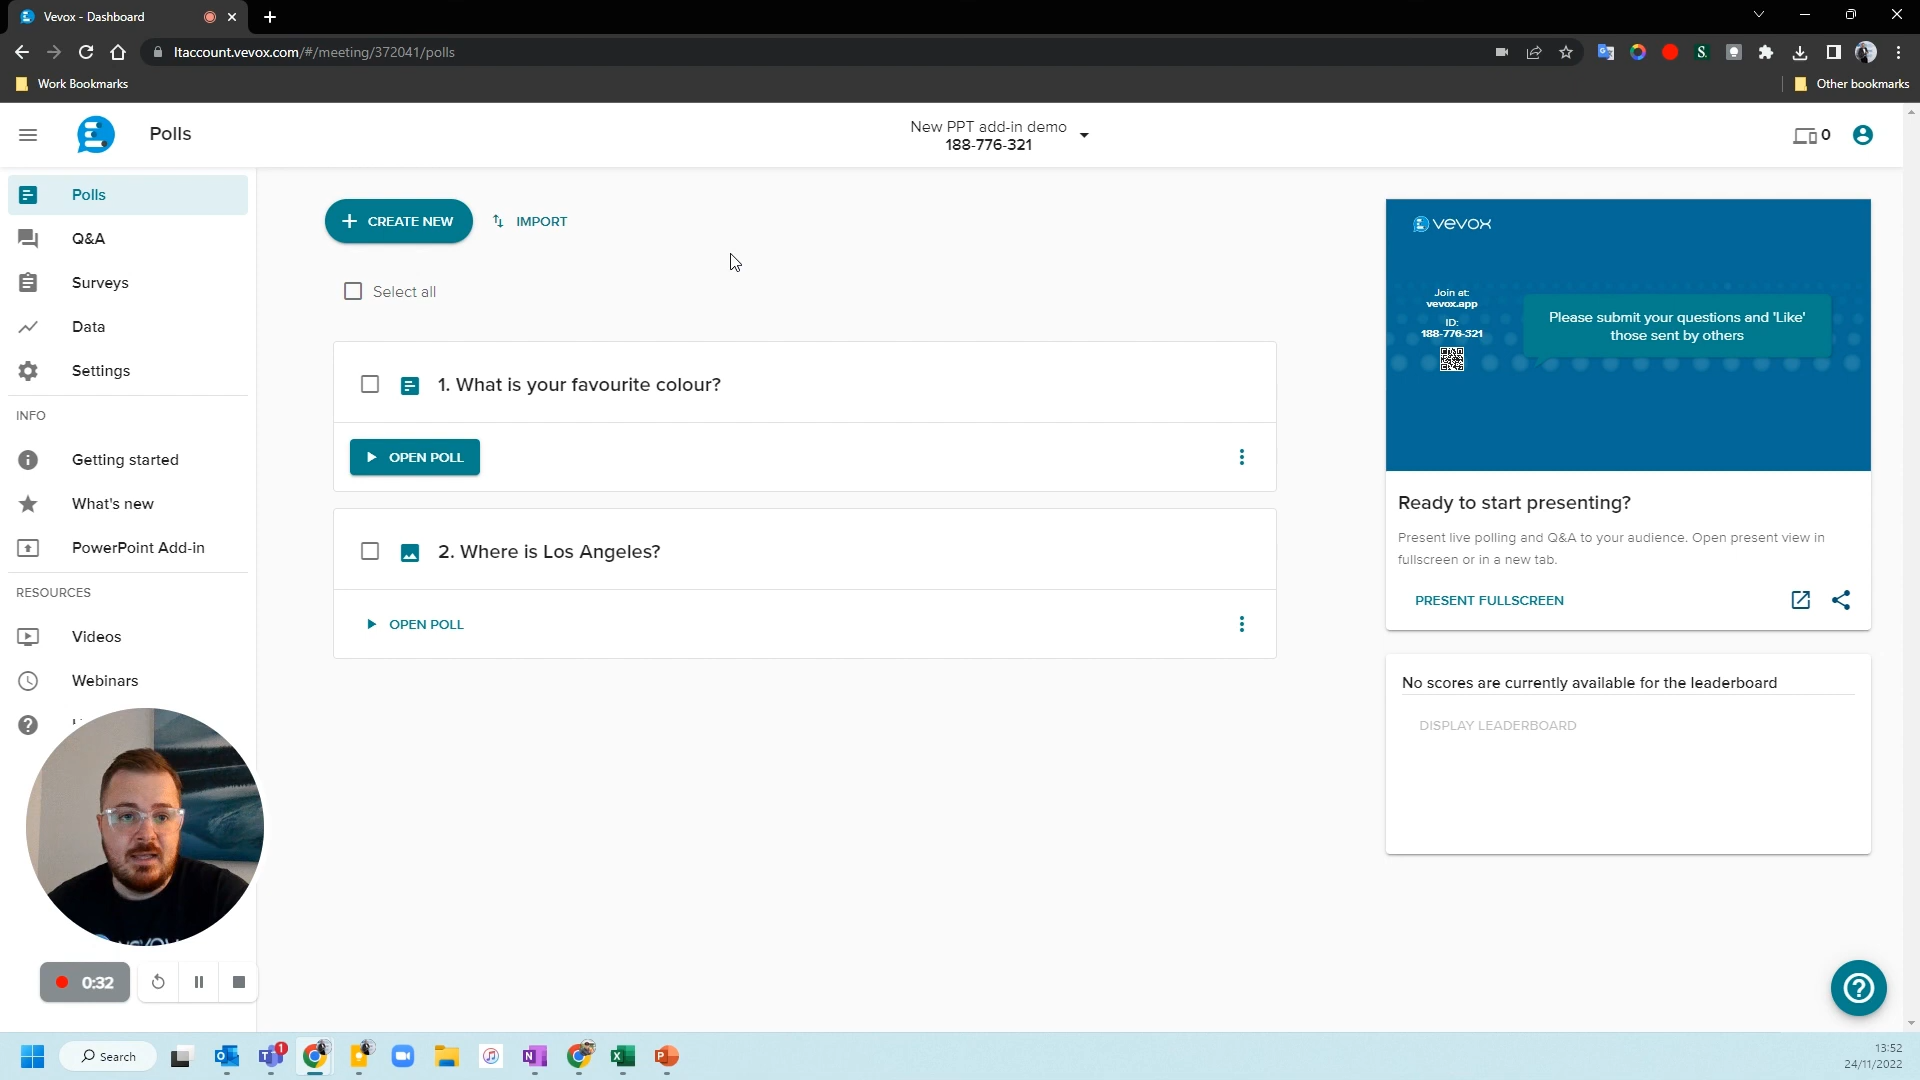 Vevox - Dashboard
ltaccount.vevox.com/#/meeting/372041/polls
Work Bookmarks
Other bookmarks
Polls
New PPT add-in demo
188-776-321
0
Polls
Q&A
Surveys
Data
Settings
INFO
Getting started
What's new
PowerPoint Add-in
RESOURCES
Videos
Webinars
CREATE NEW
IMPORT
Select all
1. What is your favourite colour?
OPEN POLL
2. Where is Los Angeles?
OPEN POLL
vevox
Join at:
vevox.app
ID:
188-776-321
Please submit your questions and 'Like'
those sent by others
Ready to start presenting?
Present live polling and Q&A to your audience. Open present view in
fullscreen or in a new tab.
PRESENT FULLSCREEN
No scores are currently available for the leaderboard
DISPLAY LEADERBOARD
0:32
Search
1
13:52
24/11/2022